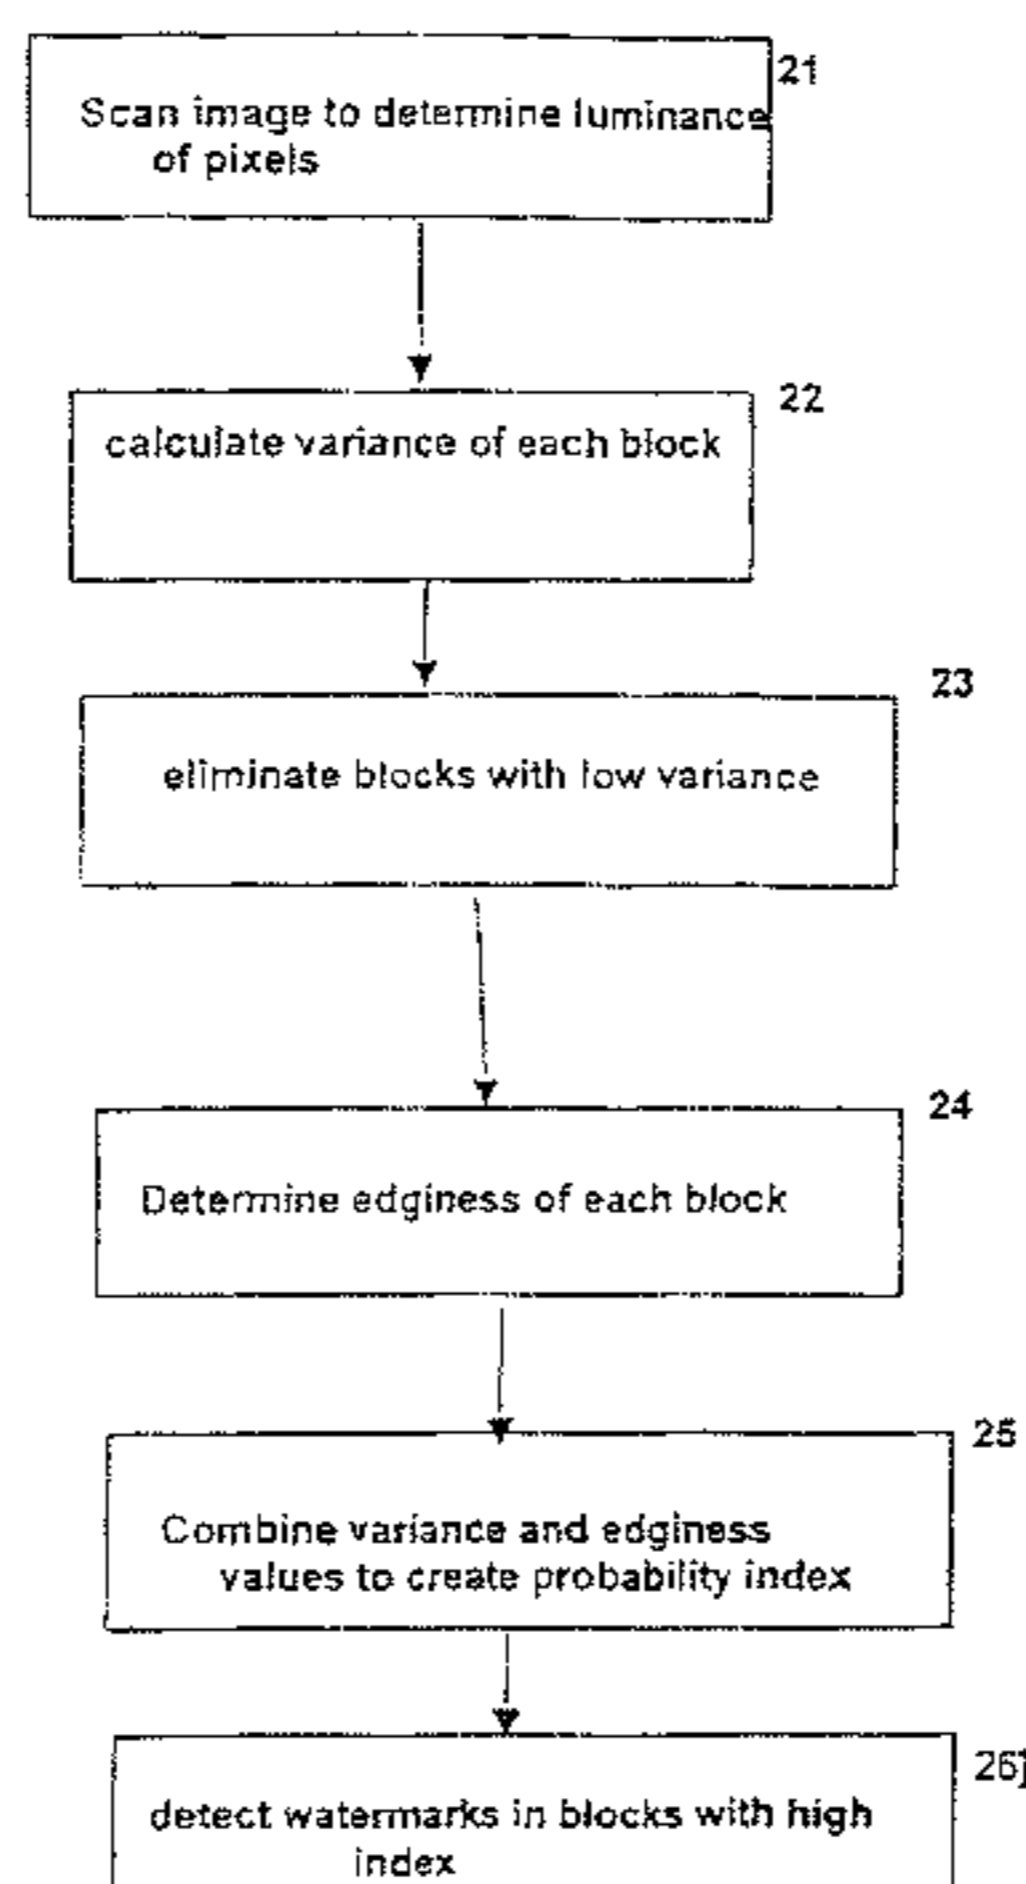 21
Scan image to determine luminance
of pixels
22
calculate variance of each block
23
eliminate blocks with low variance
24
Determine edginess of each block
25
Combine variance and edginess
values to create probability index
26}
detect watermarks in blocks with high
index